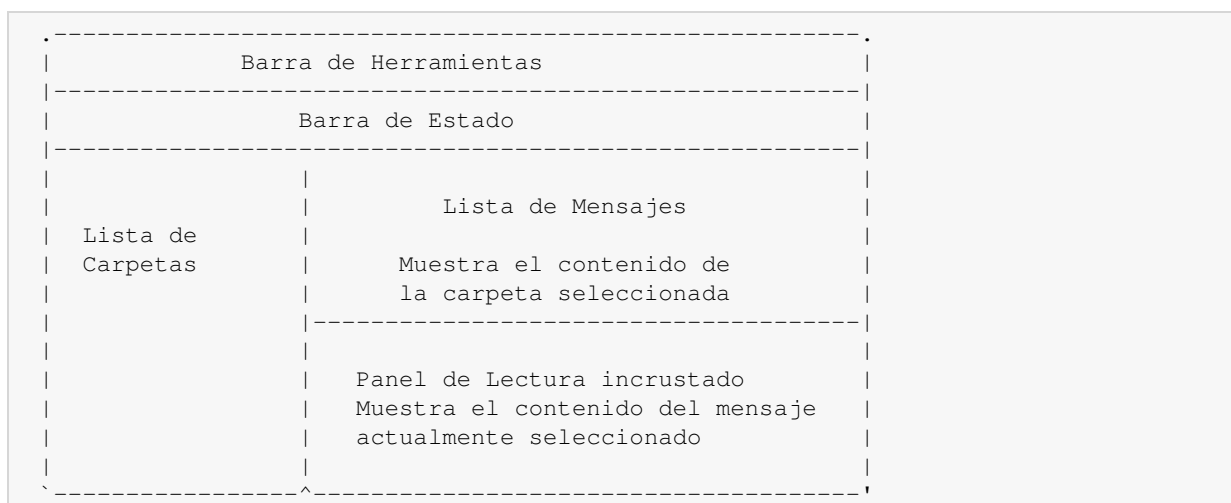 Barra de Herramientas
Barra de Estado
Lista de Mensajes
Lista de
Carpetas
Muestra el contenido de
la carpeta seleccionada
Panel de Lectura incrustado
Muestra el contenido del mensaje
actualmente seleccionado